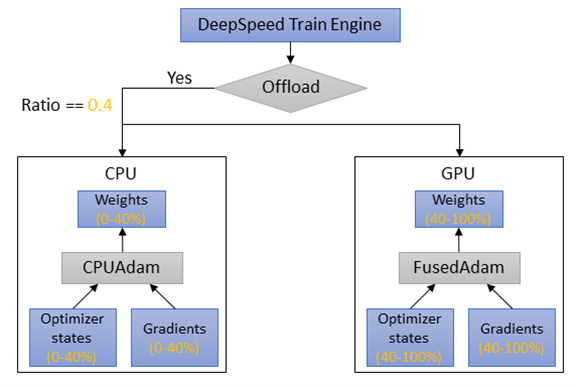 DeepSpeed Train Engine
Yes
Offload
Ratio == 0.4
CPU
Weights
(0-40%)
CPUAdam
Optimizer
states
(0-40%)
Gradients
(0-40%)
GPU
Weights
(40-100%)
FusedAdam
Optimizer
states
(40-100%)
Gradients
(40-100%)